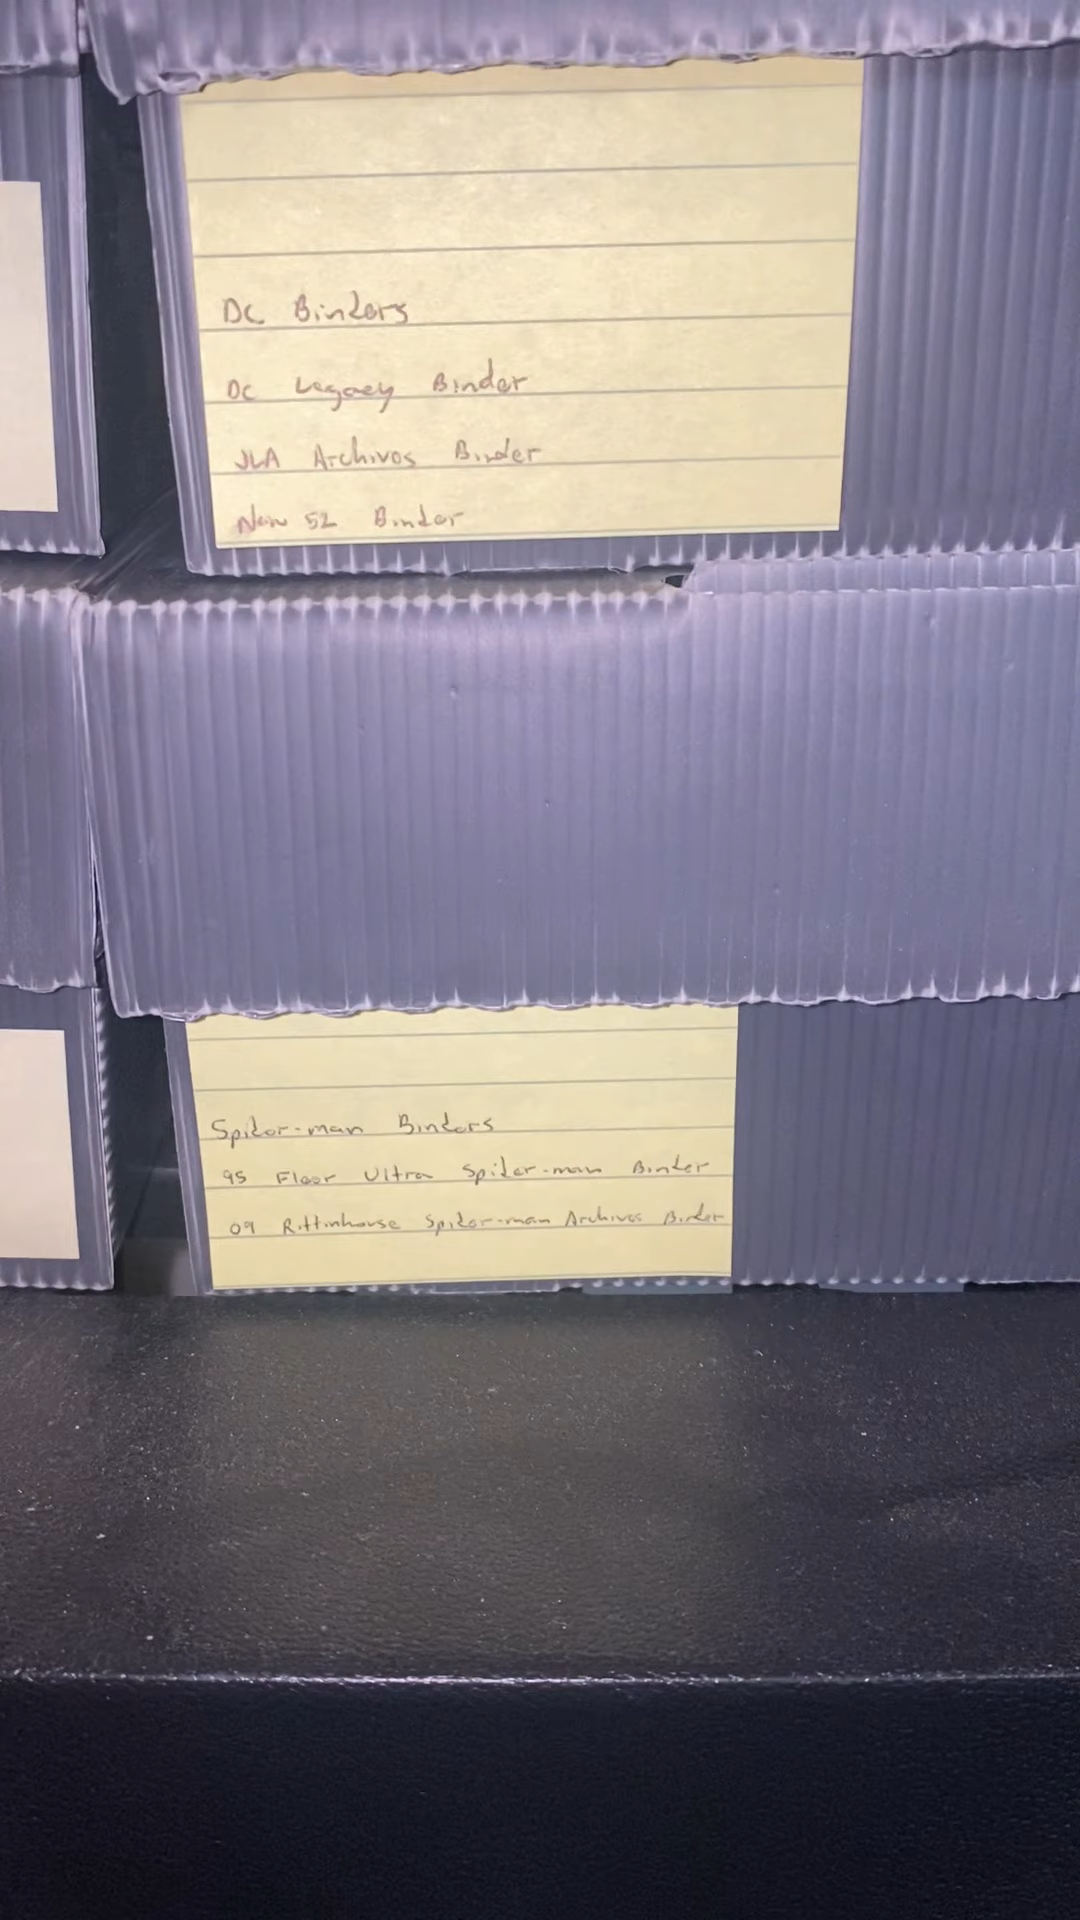 DC Binders
DC Legacy Binder
JLA Archives Binder
New 52 Binder
Spider-man Binders
95 Fleer Ultra Spider-man Binder
09 Rittinhouse Spider-man Archives Binder